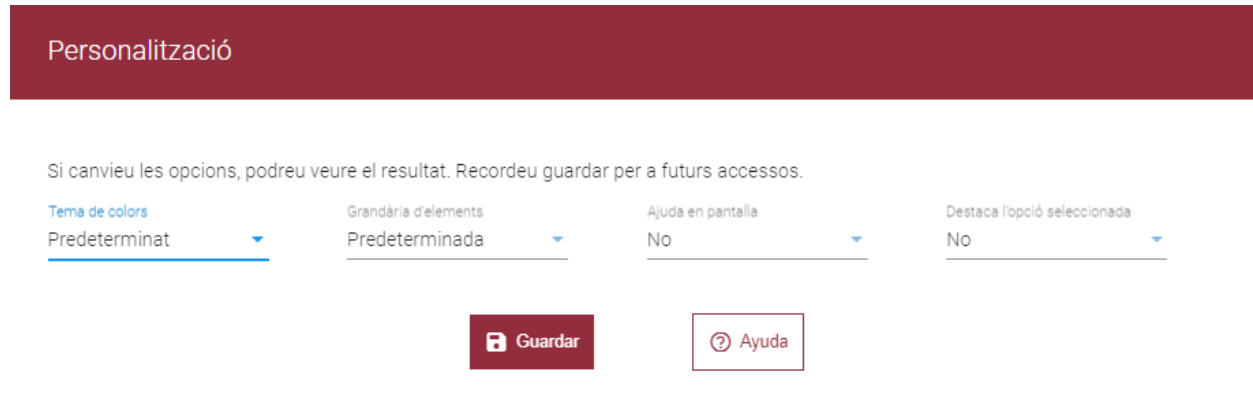 Personalització
Si canvieu les opcions, podreu veure el resultat. Recordeu guardar per a futurs accessos.
Tema de colors
Predeterminat
Grandària d'elements
Predeterminada
Ajuda en pantalla
No
Destaca l'opció seleccionada
No
Guardar
Ayuda